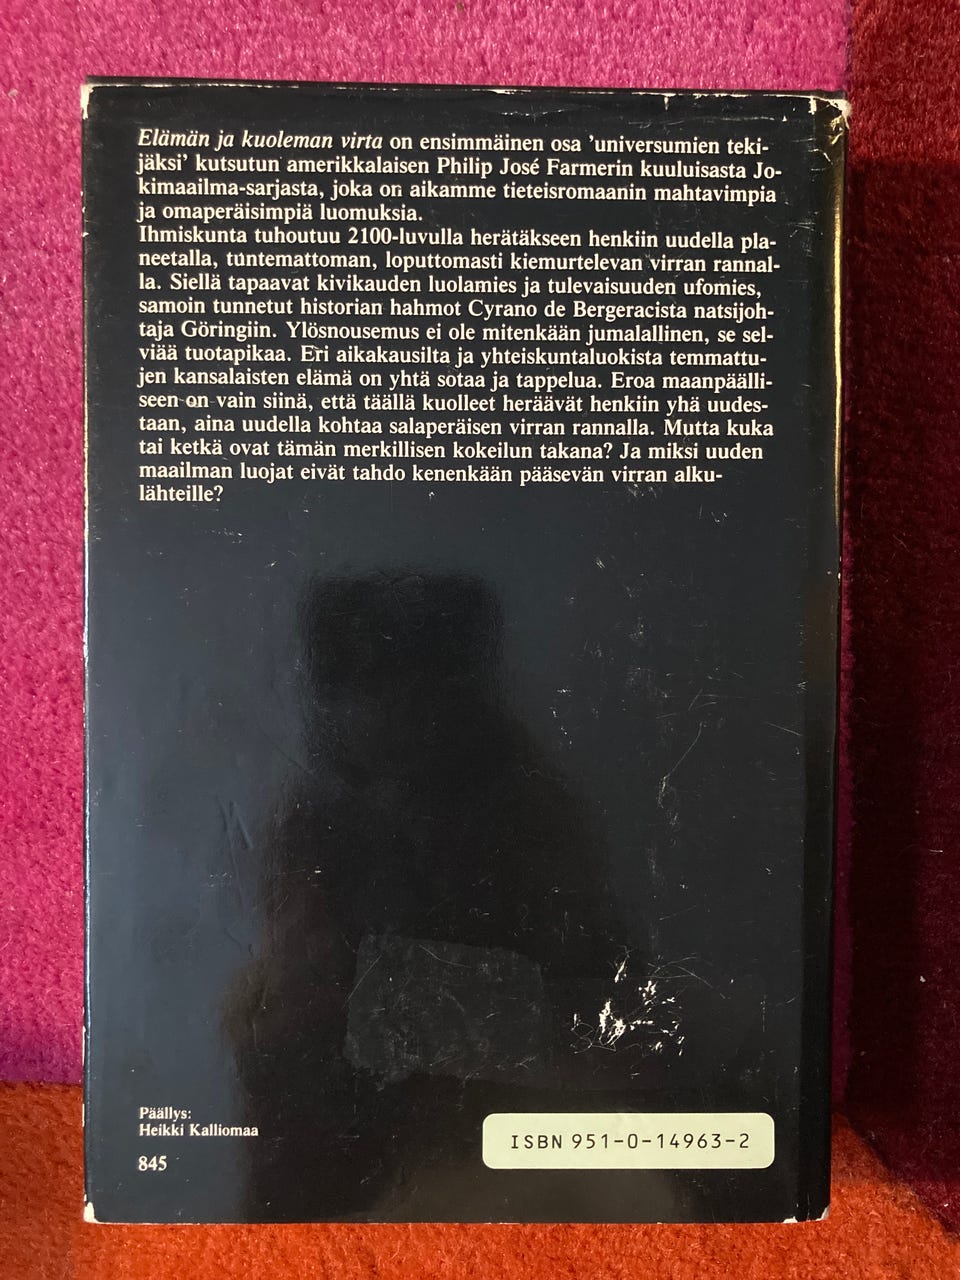 Elämän ja kuoleman virta on ensimmäinen osa 'universumien teki-
jäksi' kutsutun amerikkalaisen Philip José Farmerin kuuluisasta Jo-
kimaailma-sarjasta, joka on aikamme tieteisromaanin mahtavimpia
ja omaperäisimpiä luomuksia.
Ihmiskunta tuhoutuu 2100-luvulla herätäkseen henkiin uudella pla-
neetalla, tuntemattoman, loputtomasti kiemurtelevan virran rannal-
la. Siellä tapaavat kivikauden luolamies ja tulevaisuuden ufomies,
samoin tunnetut historian hahmot Cyrano de Bergeracista natsijoh-
taja Göringiin. Ylösnousemus ei ole mitenkään jumalallinen, se sel-
viää tuotapikaa. Eri aikakausilta ja yhteiskuntaluokista temmattu-
jen kansalaisten elämä on yhtä sotaa ja tappelua. Eroa maanpäälli-
seen on vain siinä, että täällä kuolleet heräävät henkiin yhä uudes-
taan, aina uudella kohtaa salaperäisen virran rannalla. Mutta kuka
tai ketkä ovat tämän merkillisen kokeilun takana? Ja miksi uuden
maailman luojat eivät tahdo kenenkään pääsevän virran alku-
lähteille?
Päällys:
Heikki Kalliomaa
845
ISBN 951-0-14963-2